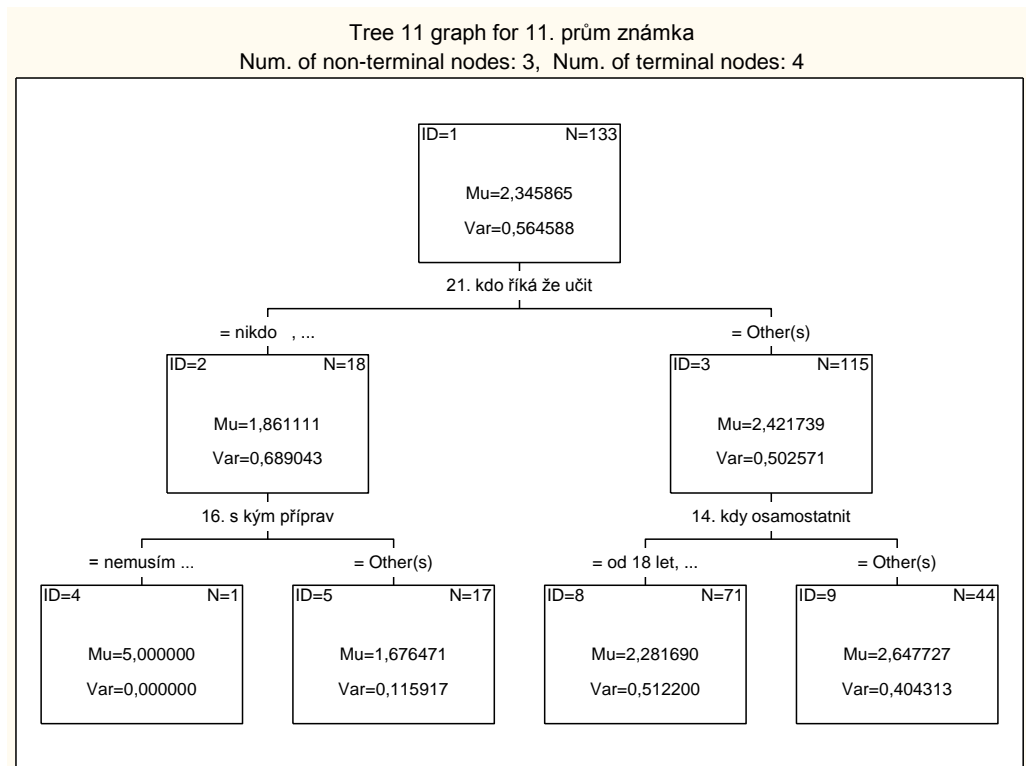 Tree 11 graph for 11. prům známka
Num. of non-terminal nodes: 3,  Num. of terminal nodes: 4
ID=1 N=133
Mu=2,345865
Var=0,564588
21. kdo říká že učit
= nikdo   , ... = Other(s)
ID=2 N=18 ID=3 N=115
Mu=1,861111 Mu=2,421739
Var=0,689043 Var=0,502571
16. s kým příprav 14. kdy osamostatnit
= nemusím ... = Other(s) = od 18 let, ... = Other(s)
ID=4 N=1 ID=5 N=17 ID=8 N=71 ID=9 N=44
Mu=5,000000 Mu=1,676471 Mu=2,281690 Mu=2,647727
Var=0,000000 Var=0,115917 Var=0,512200 Var=0,404313